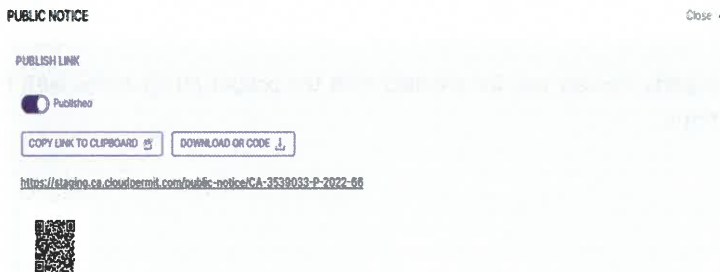 PUBLIC NOTICE
Close
PUBLISH LINK
Published
COPY LINK TO CLIPBOARD
DOWNLOAD QR CODE
https://staging.ca.cloudpermit.com/public-notice/CA-3539033-P-2022-66